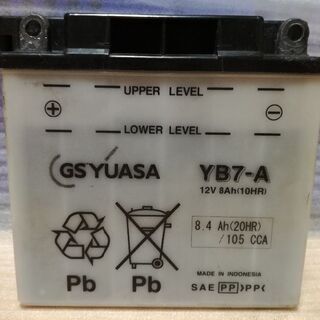 UPPER LEVEL
+
−
LOWER LEVEL
GS YUASA
YB7-A
12V 8Ah(10HR)
8.4 Ah(20HR)
/105 CCA
Pb
Pb
MADE IN INDONESIA
SAE >PP< >PP<